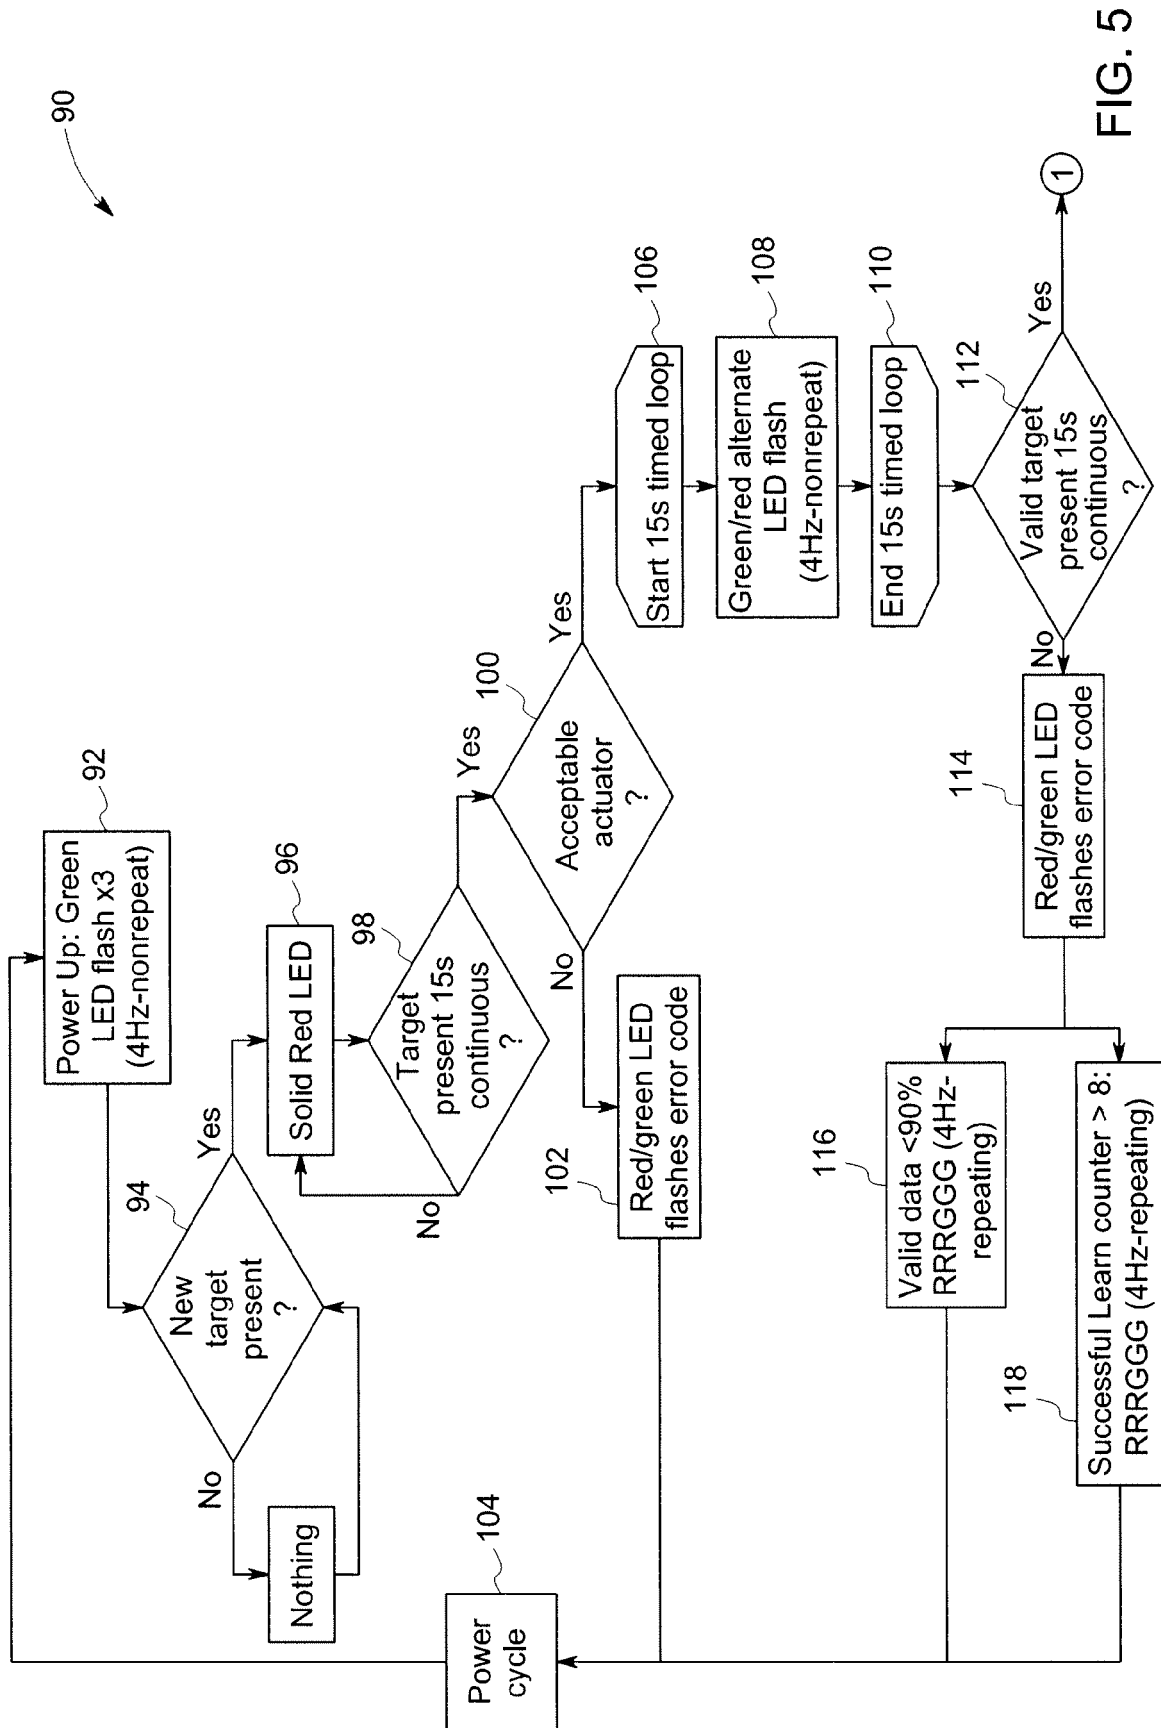 90
Power Up: Green
LED flash x3
(4Hz-nonrepeat)
92
New
target
present
?
94
Yes
No
Nothing
Solid Red LED
96
Target
present 15s
continuous
?
98
Yes
No
Acceptable
actuator
?
100
Yes
No
Red/green LED
flashes error code
102
Power
cycle
104
Start 15s timed loop
106
Green/red alternate
LED flash
(4Hz-nonrepeat)
108
End 15s timed loop
110
Valid target
present 15s
continuous
?
112
Yes
1
No
Red/green LED
flashes error code
114
Valid data <90%
RRRGGG (4Hz-
repeating)
116
Successful Learn counter > 8:
RRRGGG (4Hz-repeating)
118
FIG. 5